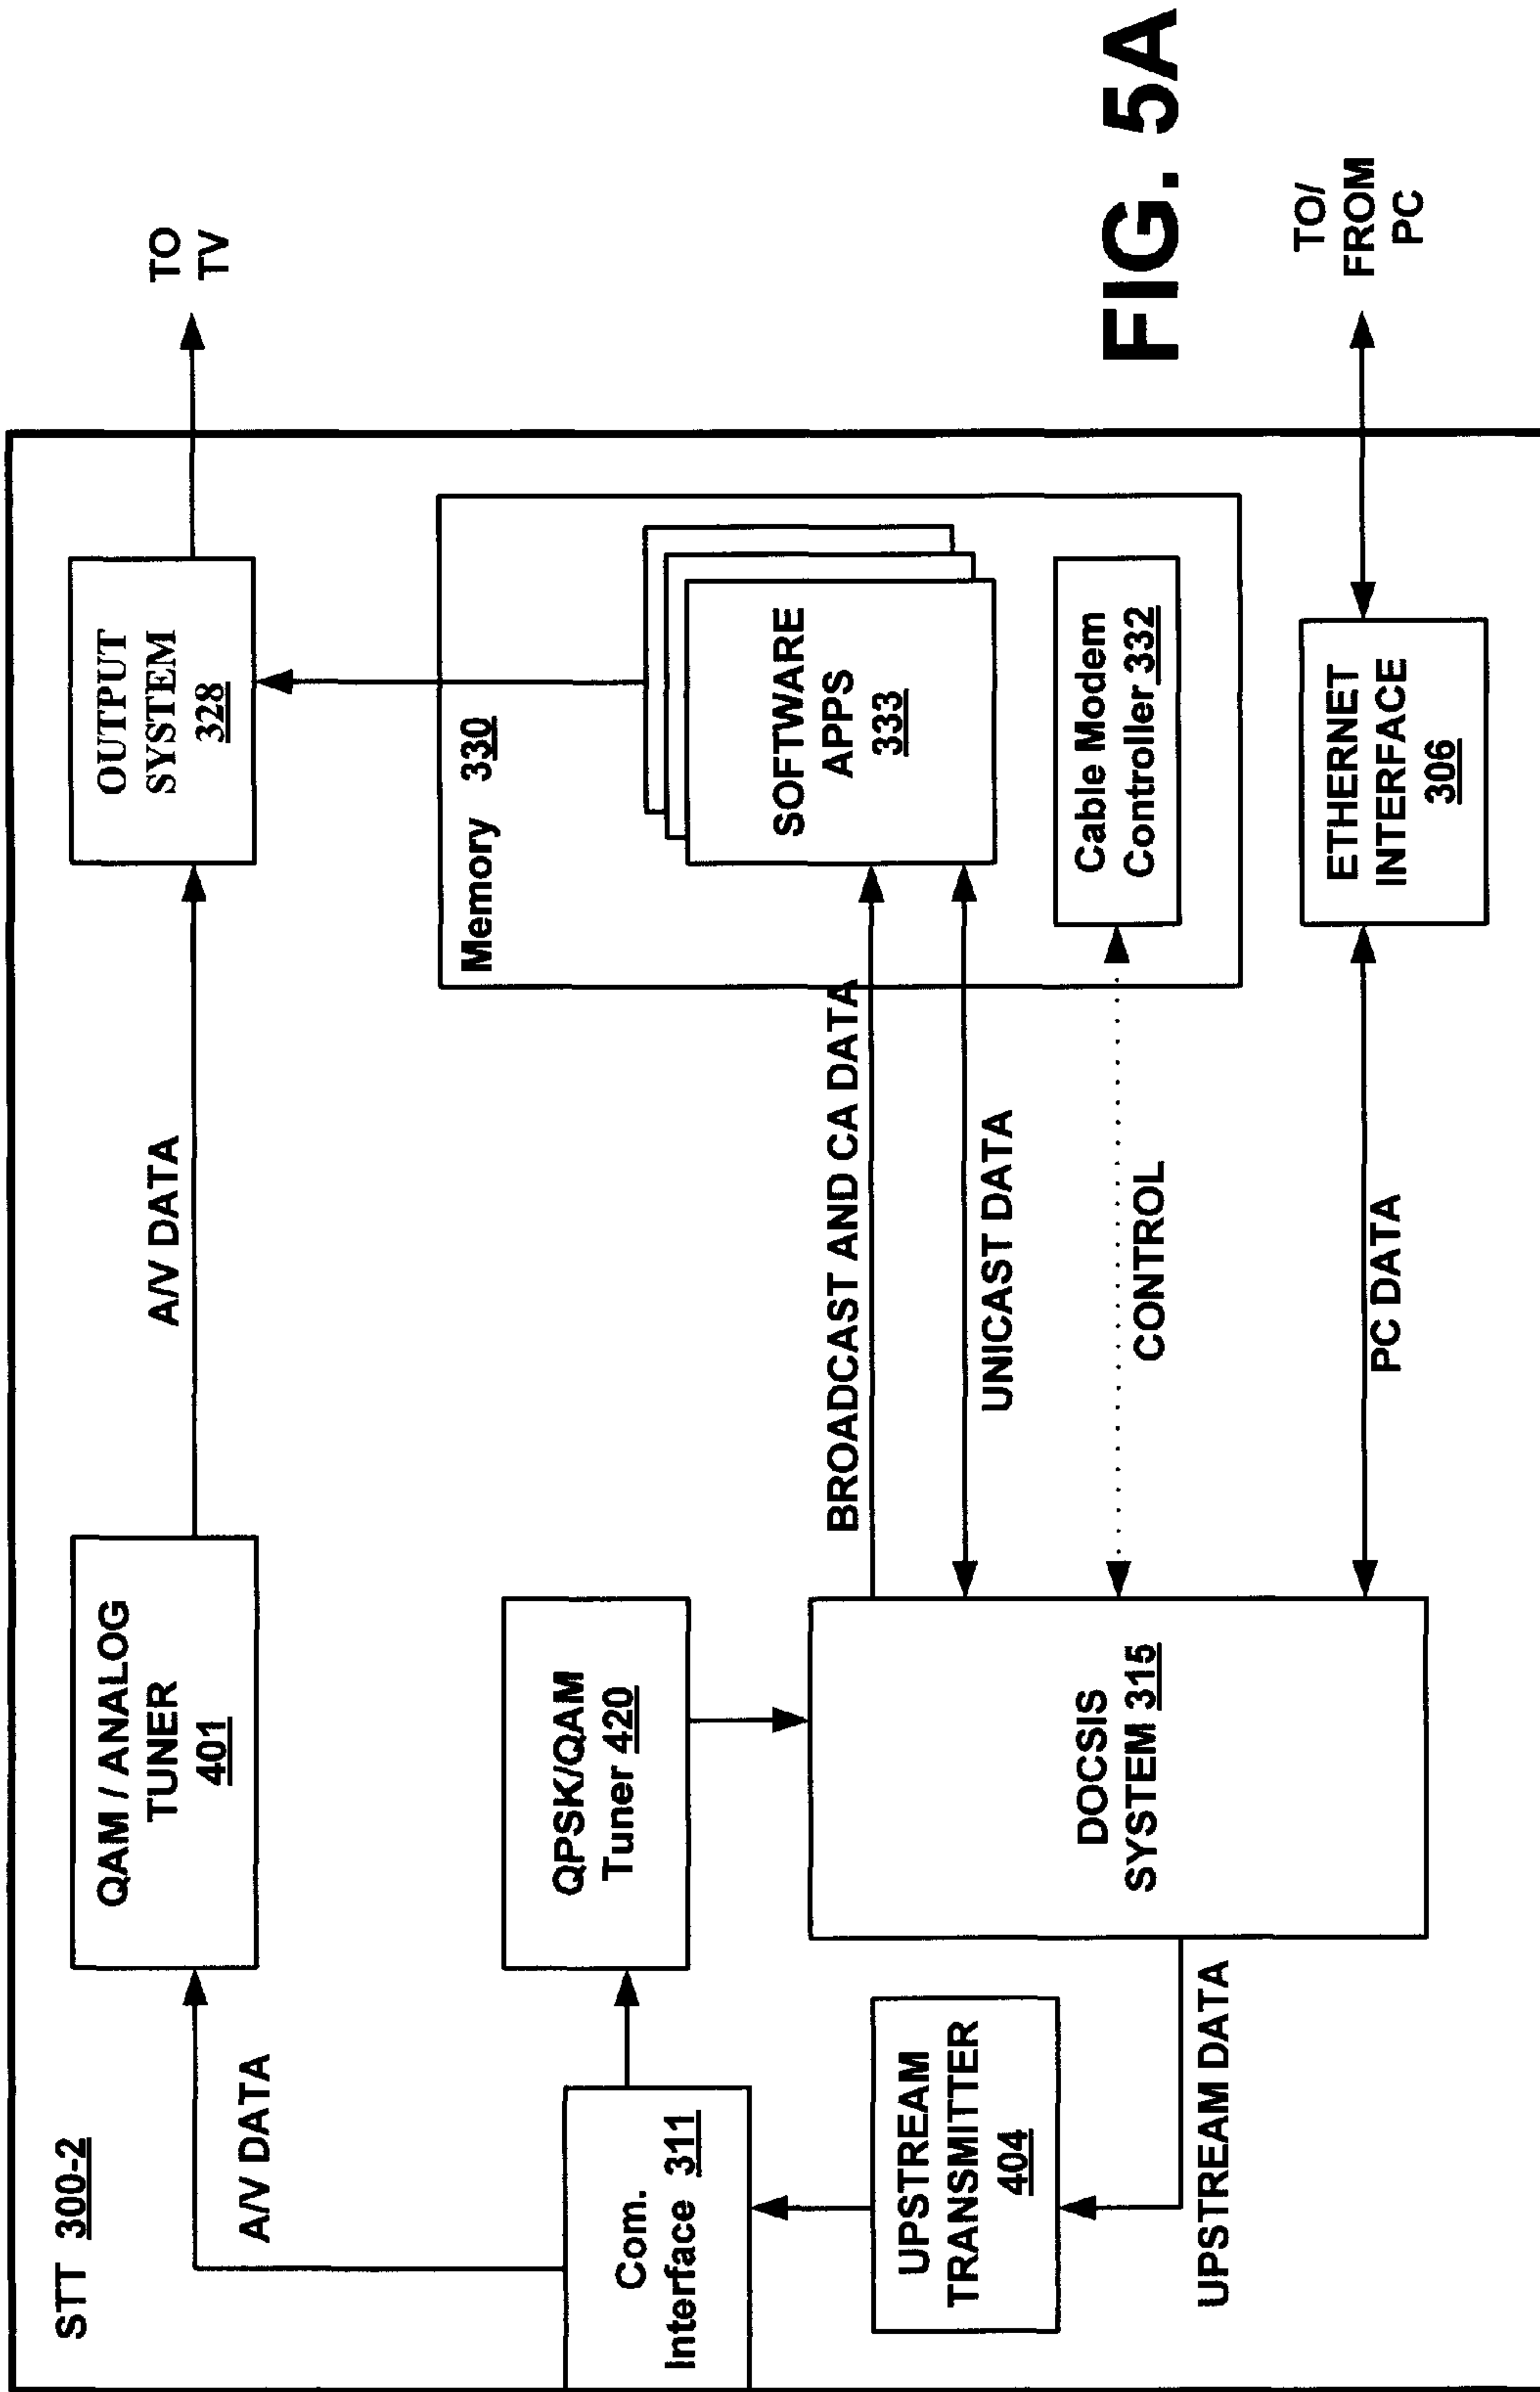 STT 300-2
A/V DATA
QAM / ANALOG
TUNER
401
A/V DATA
OUTPUT
SYSTEM
328
TO
TV
Com.
Interface 311
QPSK/QAM
Tuner 420
Memory 330
SOFTWARE
APPS
333
Cable Modem
Controller 332
BROADCAST AND CA DATA
UNICAST DATA
CONTROL
PC DATA
UPSTREAM
TRANSMITTER
404
UPSTREAM DATA
DOCSIS
SYSTEM 315
ETHERNET
INTERFACE
306
TO/
FROM
PC
FIG. 5A